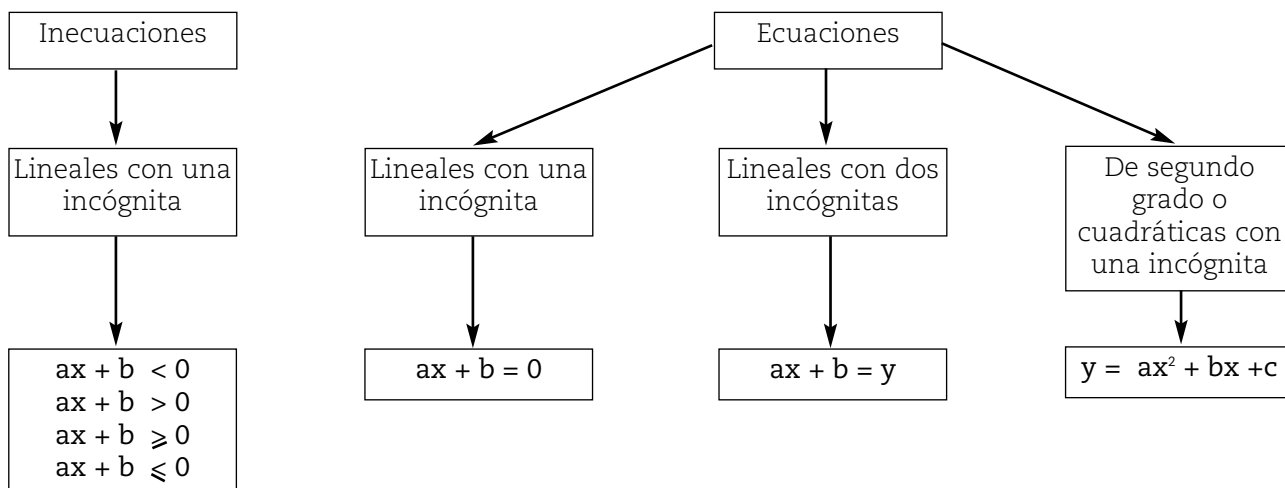 Inecuaciones
Ecuaciones
Lineales con una
incógnita
Lineales con una
incógnita
Lineales con dos
incógnitas
De segundo
grado o
cuadráticas con
una incógnita
ax + b < 0
ax + b > 0
ax + b ⩾ 0
ax + b ⩽ 0
ax + b = 0
ax + b = y
y = ax² + bx +c